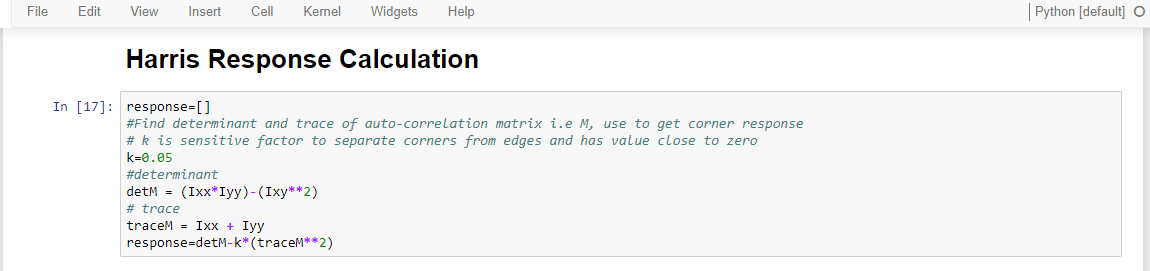 File Edit View Insert Cell Kernel Widgets Help Python [default]
Harris Response Calculation
In [17]: response=[]
#Find determinant and trace of auto-correlation matrix i.e M, use to get corner response
# k is sensitive factor to separate corners from edges and has value close to zero
k=0.05
#determinant
detM = (Ixx*Iyy)-(Ixy**2)
# trace
traceM = Ixx + Iyy
response=detM-k*(traceM**2)